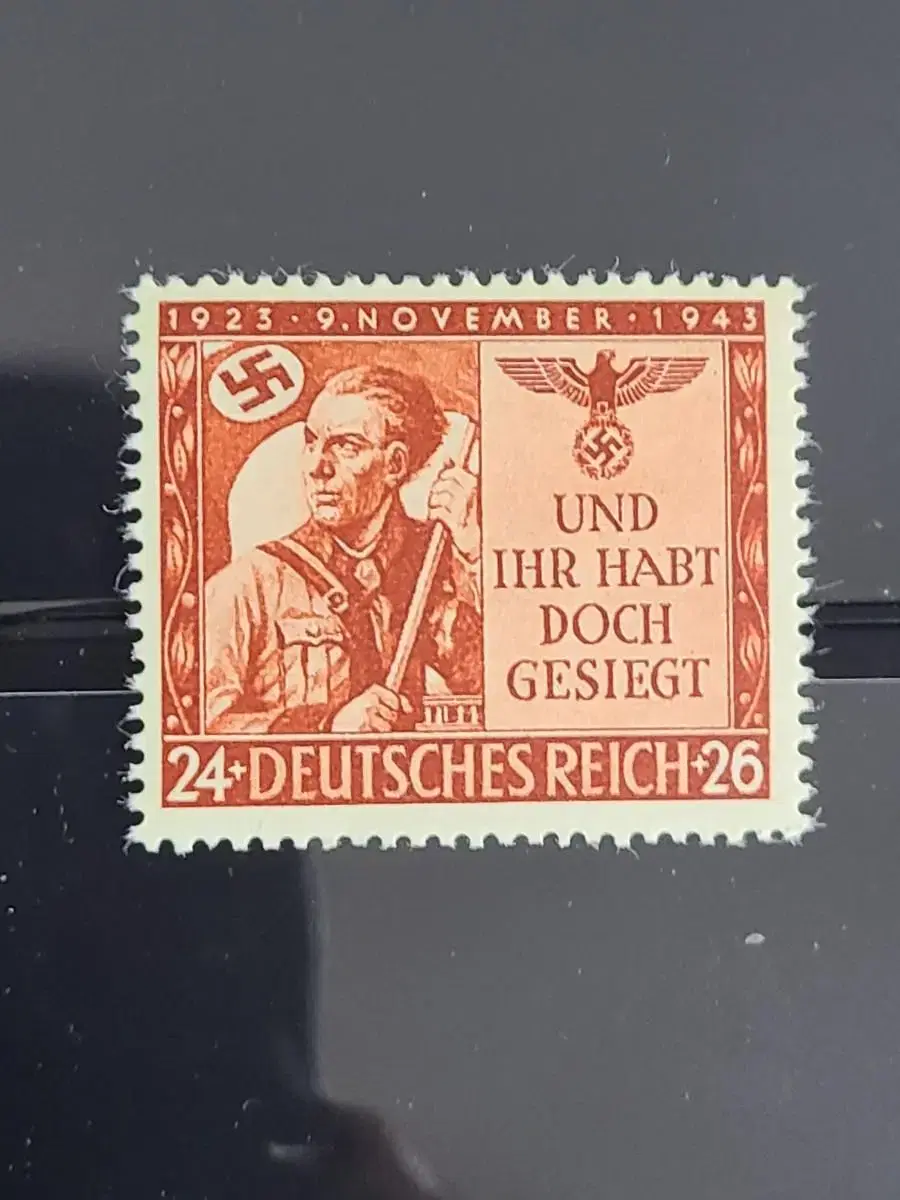 1923 · 9. NOVEMBER · 1943
UND
IHR HABT
DOCH
GESIEGT
24+ DEUTSCHES REICH +26